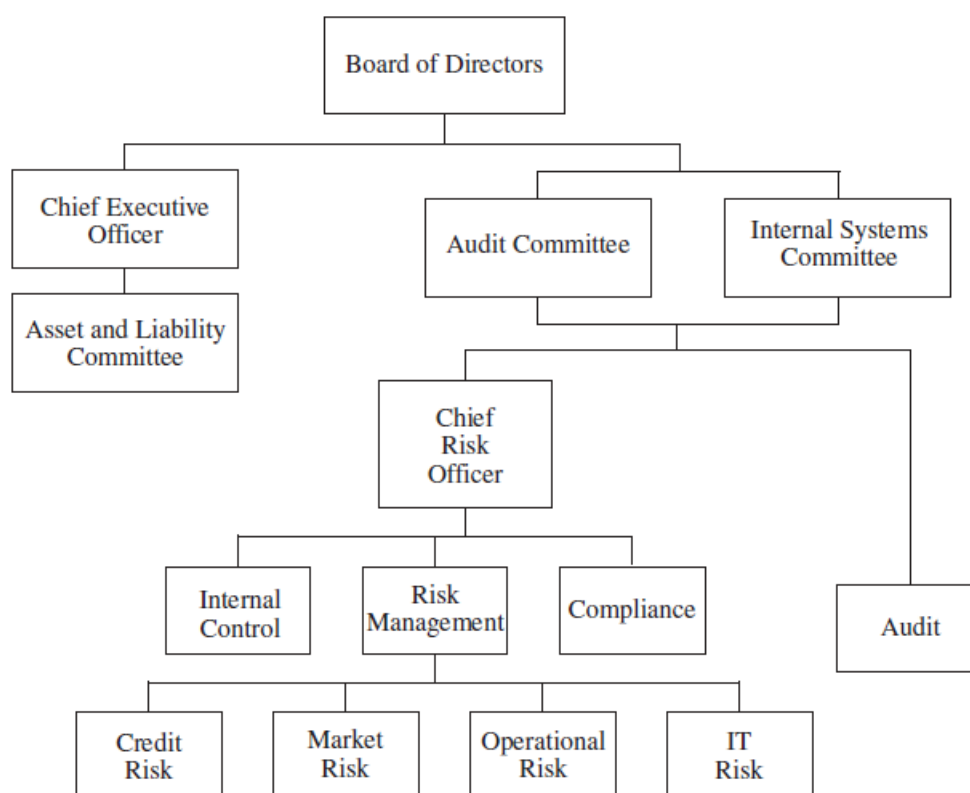 Board of Directors
Chief Executive
Officer
Audit Committee
Internal Systems
Committee
Asset and Liability
Committee
Chief
Risk
Officer
Internal
Control
Risk
Management
Compliance
Audit
Credit
Risk
Market
Risk
Operational
Risk
IT
Risk